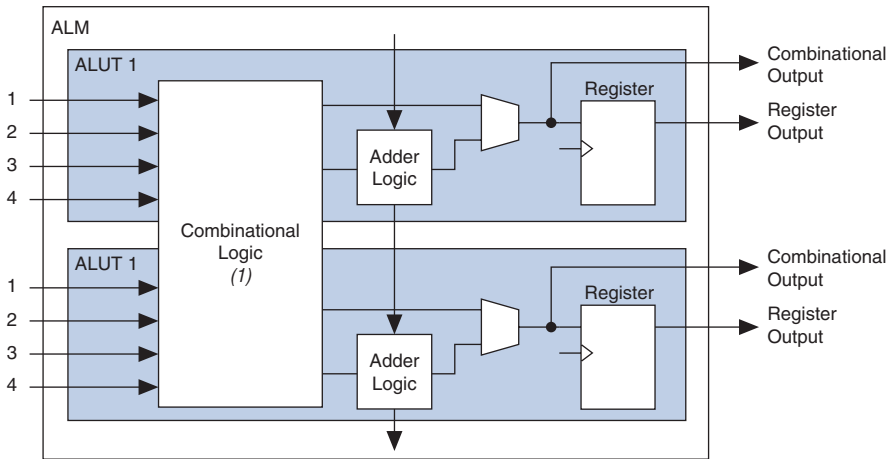 ALM
ALUT 1
1
2
3
4
Combinational
Logic
(1)
Adder
Logic
Register
Combinational
Output
Register
Output
ALUT 1
1
2
3
4
Adder
Logic
Register
Combinational
Output
Register
Output